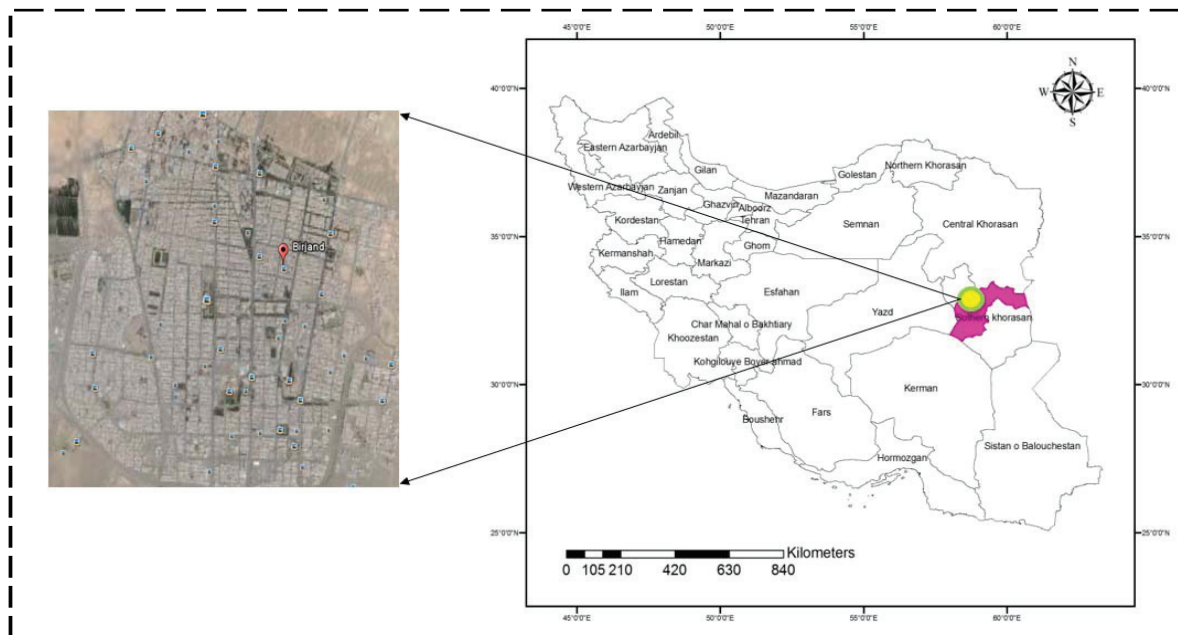 45°0'0"E 50°0'0"E 55°0'0"E 60°0'0"E
40°0'0"N 40°0'0"N
N
W E
S
Ardebil
Eastern Azarbayjan
Gilan
Northern Khorasan
Golestan
Western Azarbayjan
Zanjan
Mazandaran
Ghazvin
Alboorz
Tehran
Kordestan
Semnan
Central Khorasan
35°0'0"N 35°0'0"N
Hamedan
Ghom
Kermanshah
Markazi
Birjand
Lorestan
Ilam
Esfahan
Yazd
Char Mahal o Bakhtiary
Khoozestan
Kohgilouye Boyer ahmad
30°0'0"N 30°0'0"N
Kerman
Boushehr
Fars
Sistan o Balouchestan
Hormozgan
25°0'0"N 25°0'0"N
Kilometers
0 105 210 420 630 840
45°0'0"E 50°0'0"E 55°0'0"E 60°0'0"E